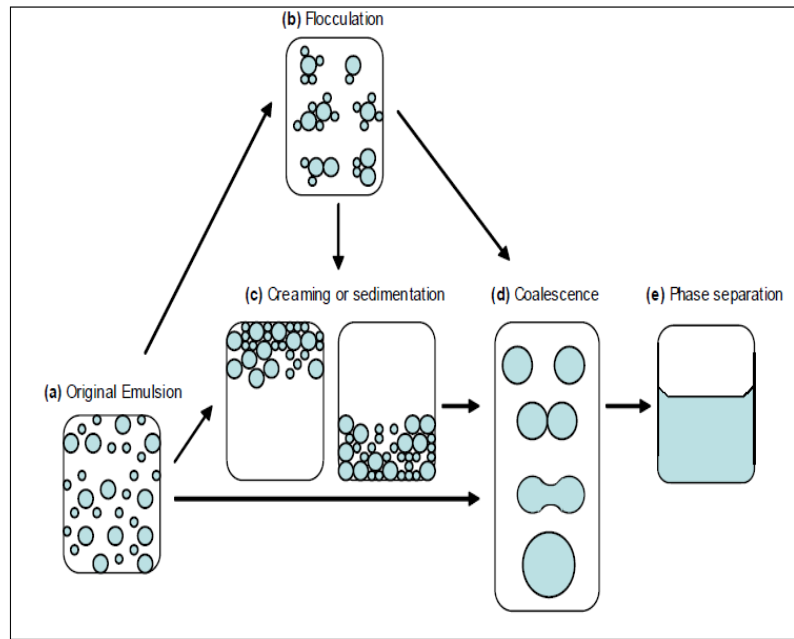 (b) Flocculation
(c) Creaming or sedimentation
(d) Coalescence
(e) Phase separation
(a) Original Emulsion